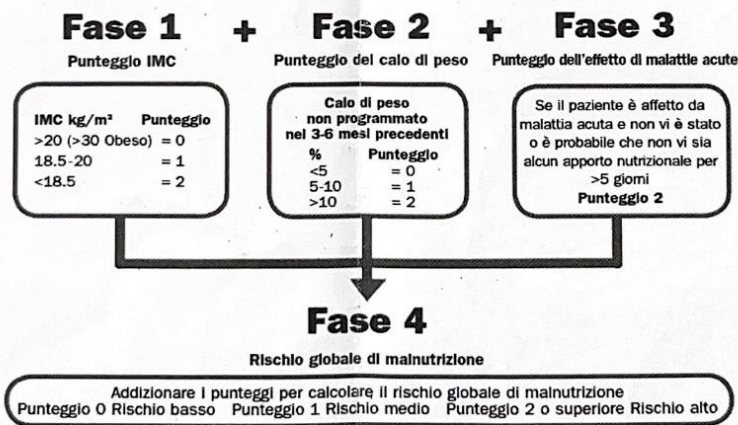 Fase 1 + Fase 2 + Fase 3
Punteggio IMC
Punteggio del calo di peso
Punteggio dell'effetto di malattie acute
IMC kg/m² Punteggio
>20 (>30 Obeso) = 0
18.5-20 = 1
<18.5 = 2
Calo di peso
non programmato
nei 3-6 mesi precedenti
% Punteggio
<5 = 0
5-10 = 1
>10 = 2
Se il paziente è affetto da
malattia acuta e non vi è stato
o è probabile che non vi sia
alcun apporto nutrizionale per
>5 giorni
Punteggio 2
Fase 4
Rischio globale di malnutrizione
Addizionare i punteggi per calcolare il rischio globale di malnutrizione
Punteggio 0 Rischio basso Punteggio 1 Rischio medio Punteggio 2 o superiore Rischio alto